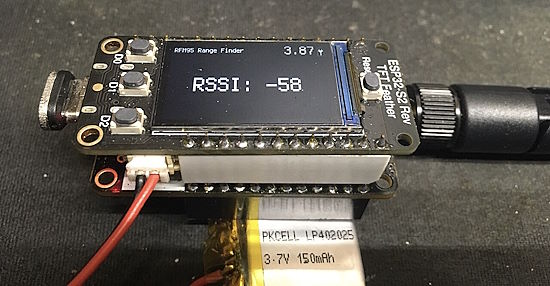 RFM95 Range Finder
3.87 V
RSSI: -58
D0
D1
D2
ESP32-S2 Rev
TFT Feather
PKCELL LP402025
3.7V 150mAh